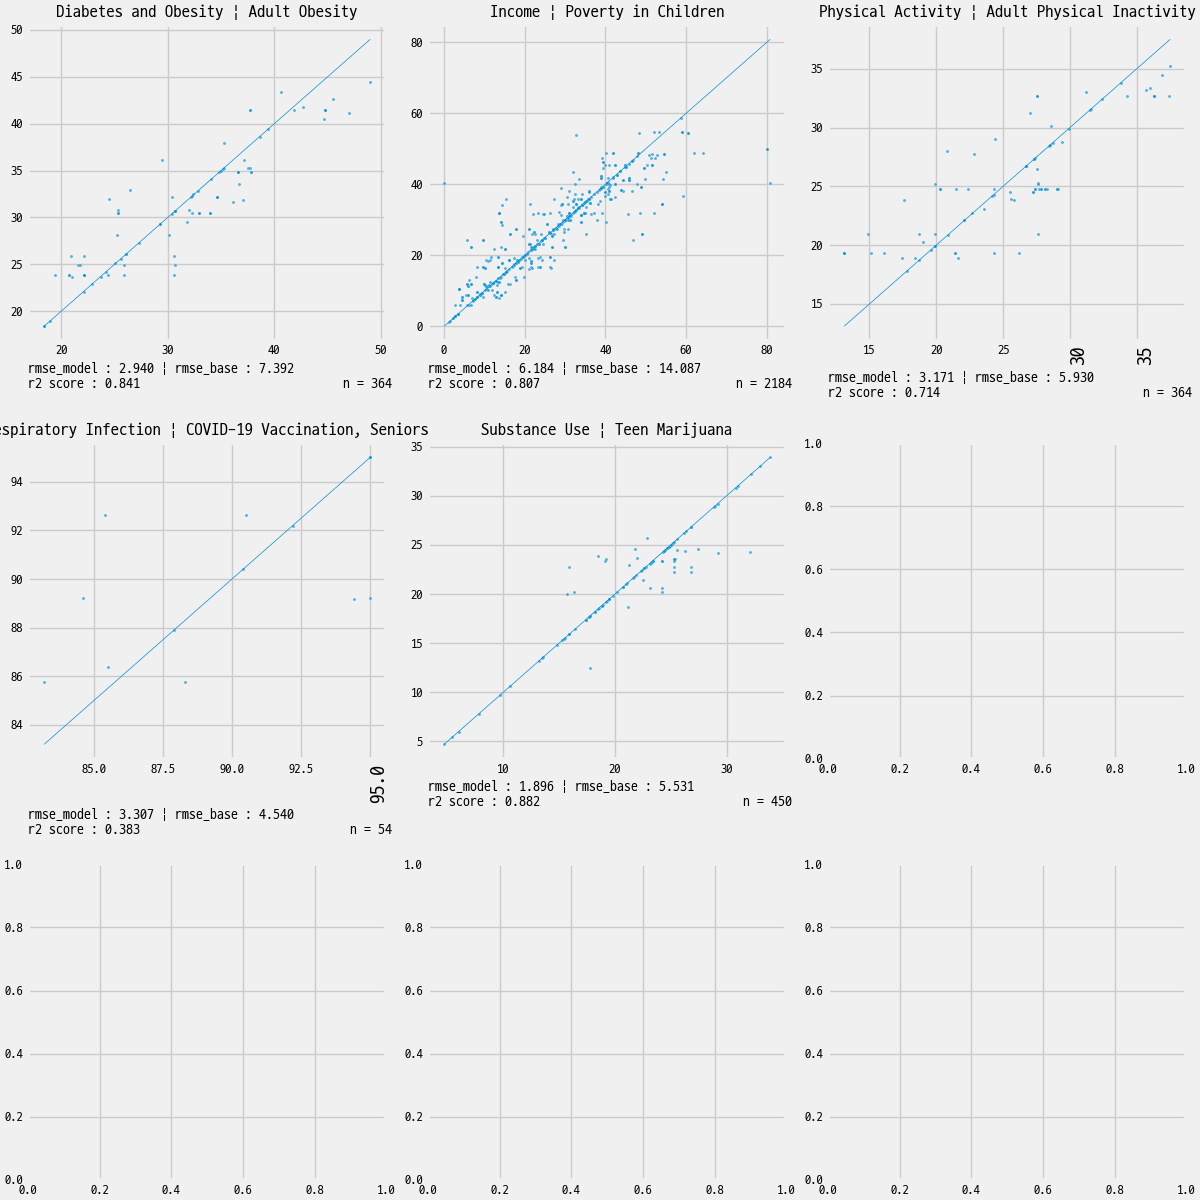 Diabetes and Obesity ¦ Adult Obesity
50
45
40
35
30
25
20
20 30 40 50
rmse_model : 2.940 ¦ rmse_base : 7.392
r2 score : 0.841 n = 364
Income ¦ Poverty in Children
80
60
40
20
0
0 20 40 60 80
rmse_model : 6.184 ¦ rmse_base : 14.087
r2 score : 0.807 n = 2184
Physical Activity ¦ Adult Physical Inactivity
35
30
25
20
15
15 20 25 30 35
rmse_model : 3.171 ¦ rmse_base : 5.930
r2 score : 0.714 n = 364
espiratory Infection ¦ COVID-19 Vaccination, Seniors
94
92
90
88
86
84
85.0 87.5 90.0 92.5 95.0
rmse_model : 3.307 ¦ rmse_base : 4.540
r2 score : 0.383 n = 54
Substance Use ¦ Teen Marijuana
35
30
25
20
15
10
5
10 20 30
rmse_model : 1.896 ¦ rmse_base : 5.531
r2 score : 0.882 n = 450
1.0
0.8
0.6
0.4
0.2
0.0
0.0 0.2 0.4 0.6 0.8 1.0
1.0
0.8
0.6
0.4
0.2
0.0
0.0 0.2 0.4 0.6 0.8 1.0
1.0
0.8
0.6
0.4
0.2
0.0
0.0 0.2 0.4 0.6 0.8 1.0
1.0
0.8
0.6
0.4
0.2
0.0
0.0 0.2 0.4 0.6 0.8 1.0